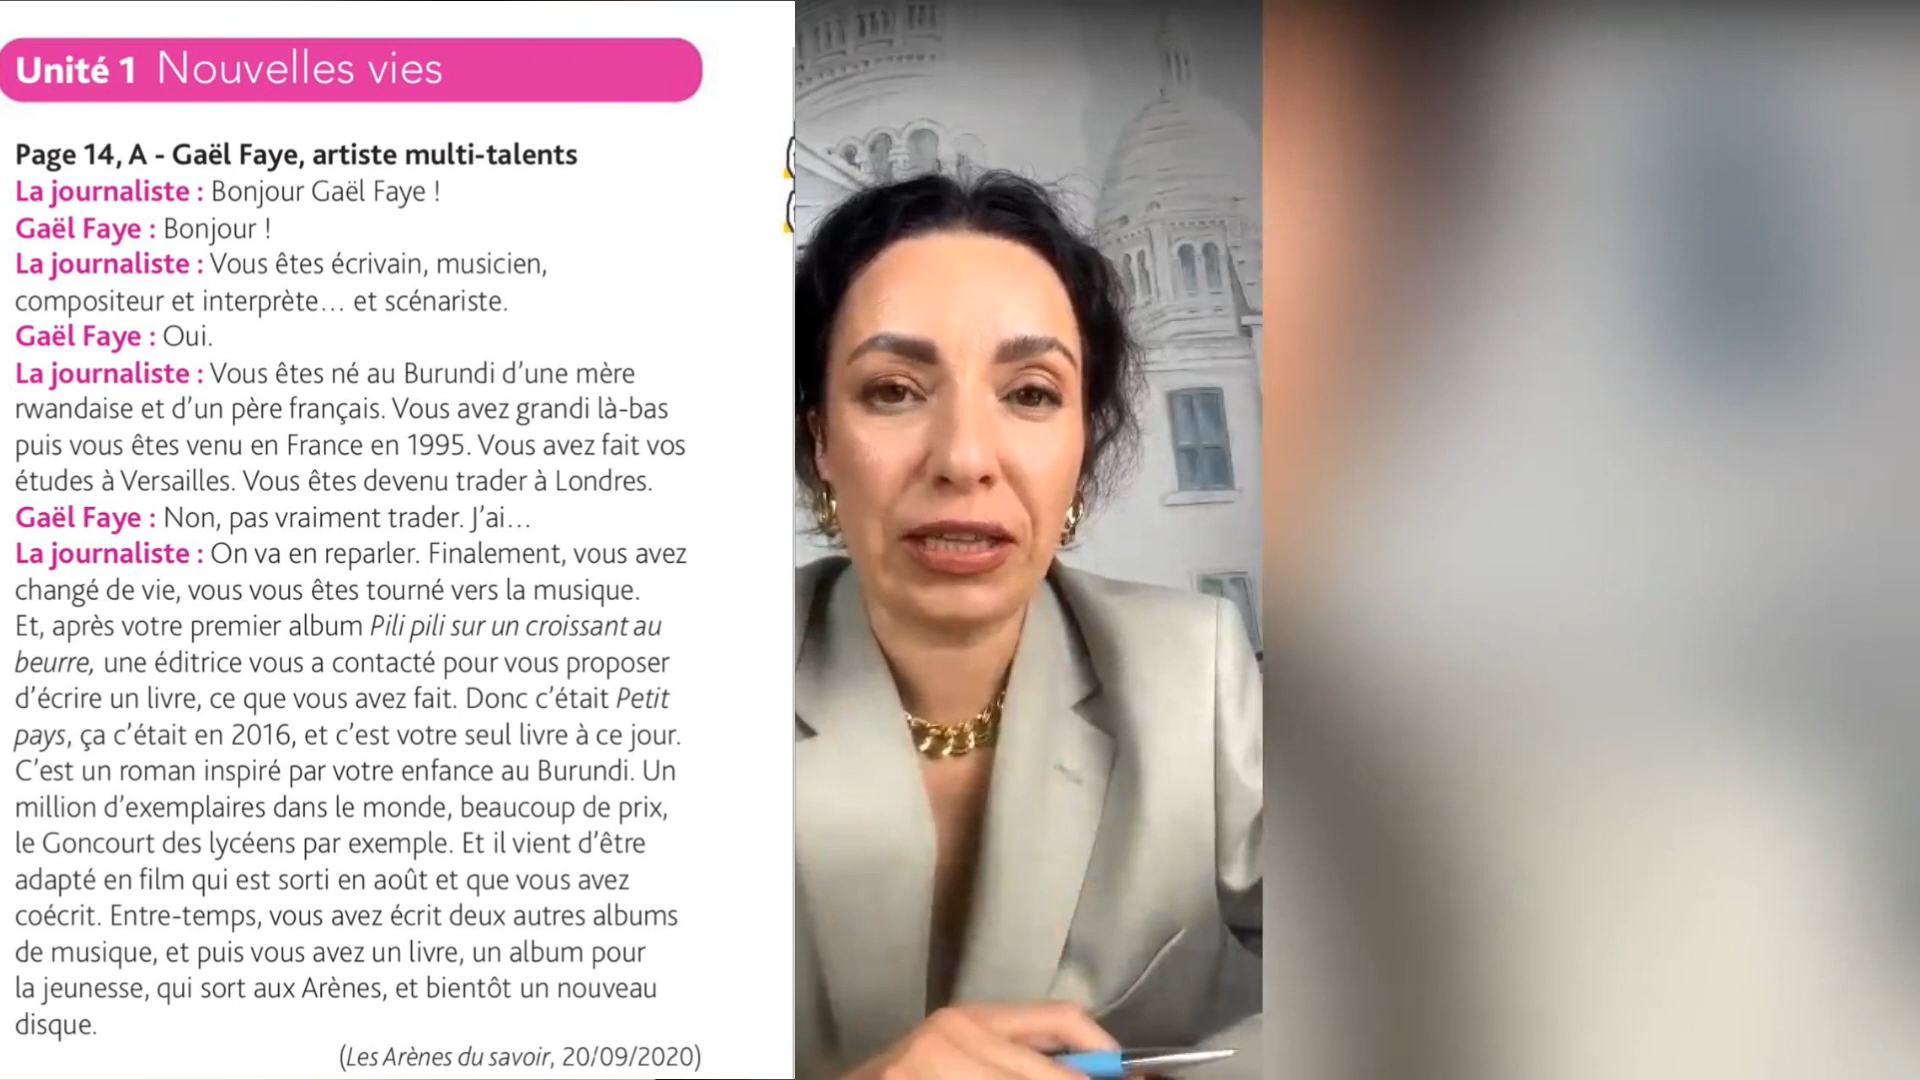 Unité 1 Nouvelles vies
Page 14, A - Gaël Faye, artiste multi-talents
La journaliste : Bonjour Gaël Faye !
Gaël Faye : Bonjour !
La journaliste : Vous êtes écrivain, musicien,
compositeur et interprète… et scénariste.
Gaël Faye : Oui.
La journaliste : Vous êtes né au Burundi d’une mère
rwandaise et d’un père français. Vous avez grandi là-bas
puis vous êtes venu en France en 1995. Vous avez fait vos
études à Versailles. Vous êtes devenu trader à Londres.
Gaël Faye : Non, pas vraiment trader. J’ai…
La journaliste : On va en reparler. Finalement, vous avez
changé de vie, vous vous êtes tourné vers la musique.
Et, après votre premier album Pili pili sur un croissant au
beurre, une éditrice vous a contacté pour vous proposer
d’écrire un livre, ce que vous avez fait. Donc c’était Petit
pays, ça c’était en 2016, et c’est votre seul livre à ce jour.
C’est un roman inspiré par votre enfance au Burundi. Un
million d’exemplaires dans le monde, beaucoup de prix,
le Goncourt des lycéens par exemple. Et il vient d’être
adapté en film qui est sorti en août et que vous avez
coécrit. Entre-temps, vous avez écrit deux autres albums
de musique, et puis vous avez un livre, un album pour
la jeunesse, qui sort aux Arènes, et bientôt un nouveau
disque.
(Les Arènes du savoir, 20/09/2020)